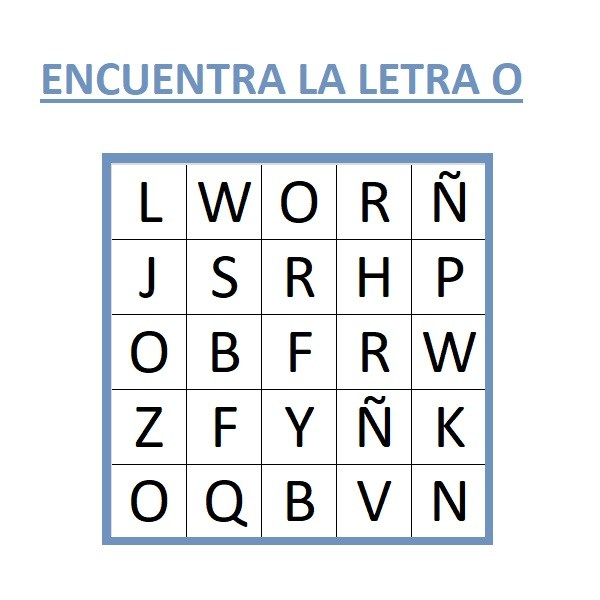 ENCUENTRA LA LETRA O
L W O R Ñ
J S R H P
O B F R W
Z F Y Ñ K
O Q B V N